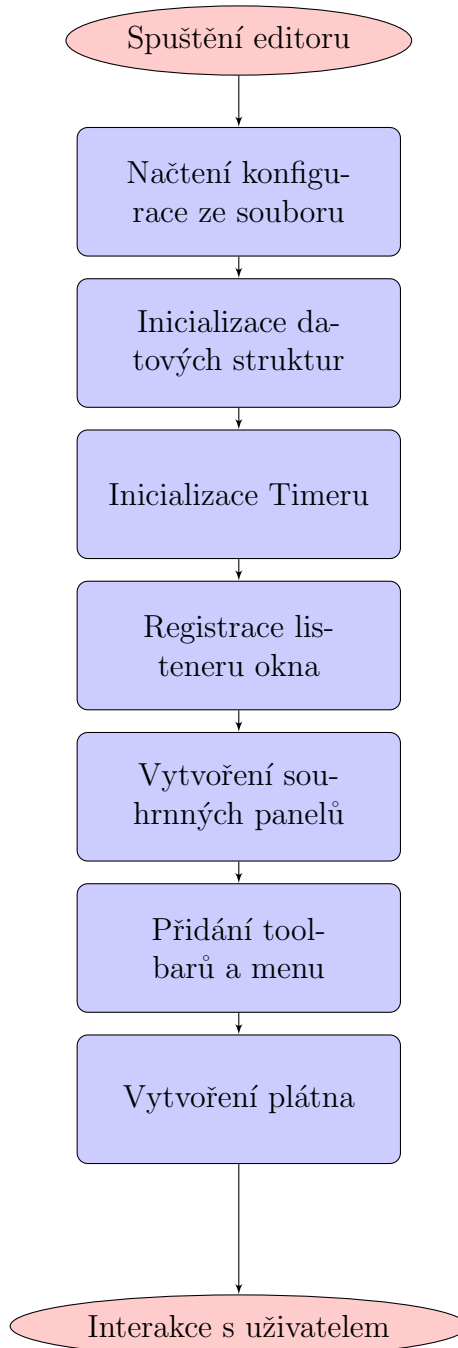 Spuštění editoru
Načtení konfigu-
race ze souboru
Inicializace da-
tových struktur
Inicializace Timeru
Registrace lis-
teneru okna
Vytvoření sou-
hrnných panelů
Přidání tool-
barů a menu
Vytvoření plátna
Interakce s uživatelem